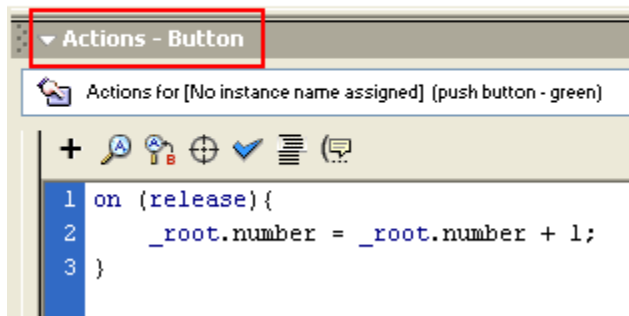 Actions - Button
Actions for [No instance name assigned] (push button - green)
1 on (release){
2 _root.number = _root.number + 1;
3 }